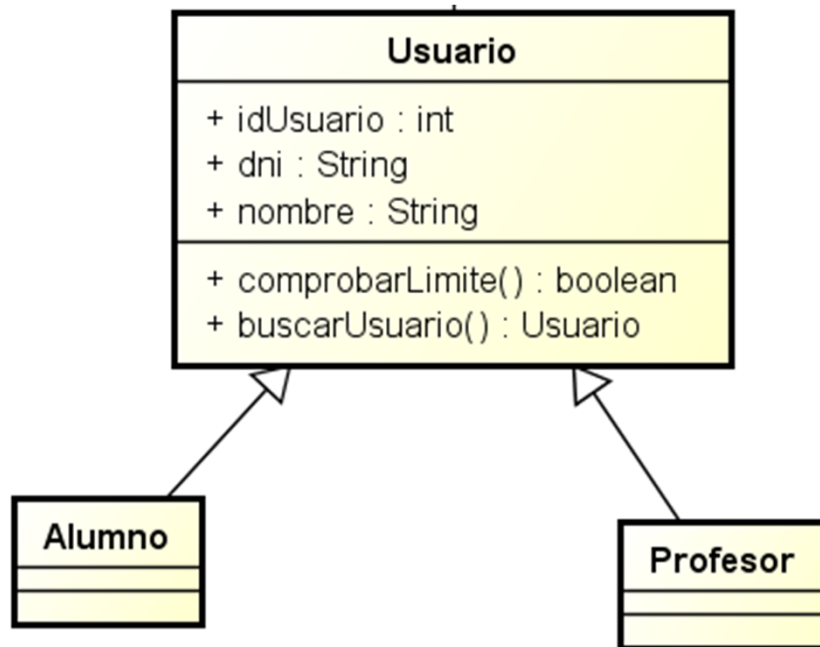 Usuario
+ idUsuario : int
+ dni : String
+ nombre : String
+ comprobarLimite() : boolean
+ buscarUsuario() : Usuario
Alumno
Profesor